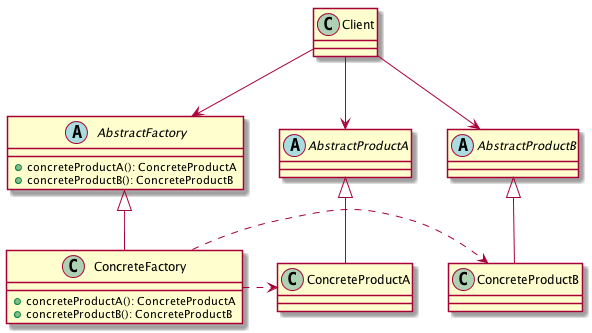 C Client
A AbstractFactory
concreteProductA(): ConcreteProductA
concreteProductB(): ConcreteProductB
A AbstractProductA
A AbstractProductB
C ConcreteFactory
concreteProductA(): ConcreteProductA
concreteProductB(): ConcreteProductB
C ConcreteProductA
C ConcreteProductB